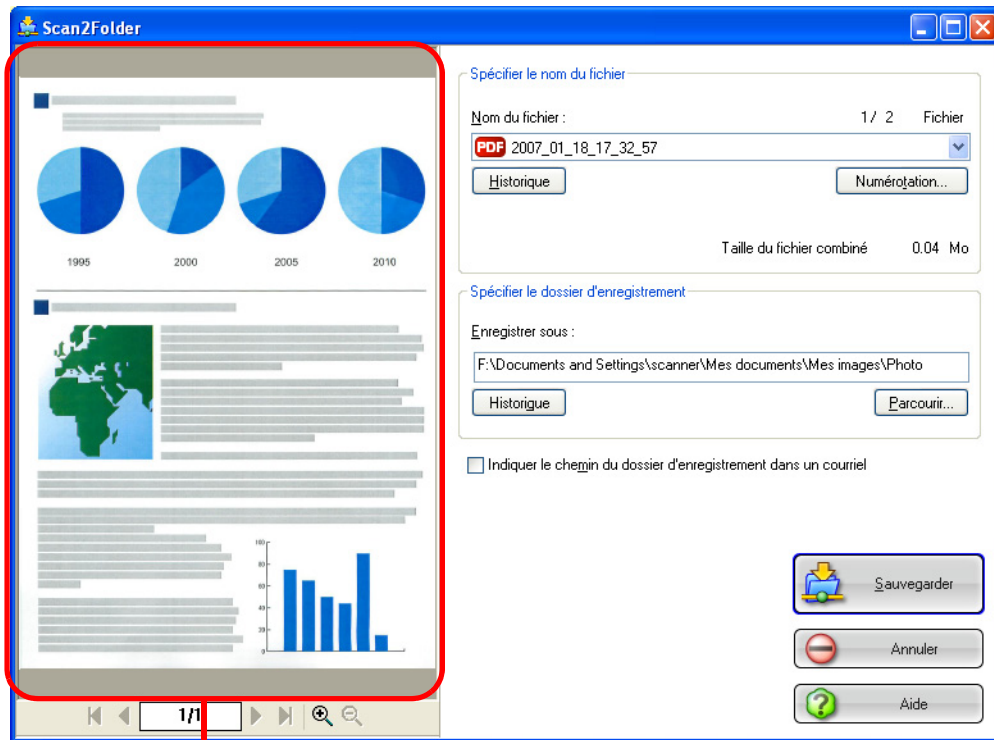 Scan2Folder
1995 2000 2005 2010
100
80
60
40
20
0
1/1
Spécifier le nom du fichier
Nom du fichier : 1/ 2 Fichier
PDF 2007_01_18_17_32_57
Historique Numérotation...
Taille du fichier combiné 0.04 Mo
Spécifier le dossier d'enregistrement
Enregistrer sous :
F:\Documents and Settings\scanner\Mes documents\Mes images\Photo
Historique Parcourir...
Indiquer le chemin du dossier d'enregistrement dans un courriel
Sauvegarder
Annuler
Aide